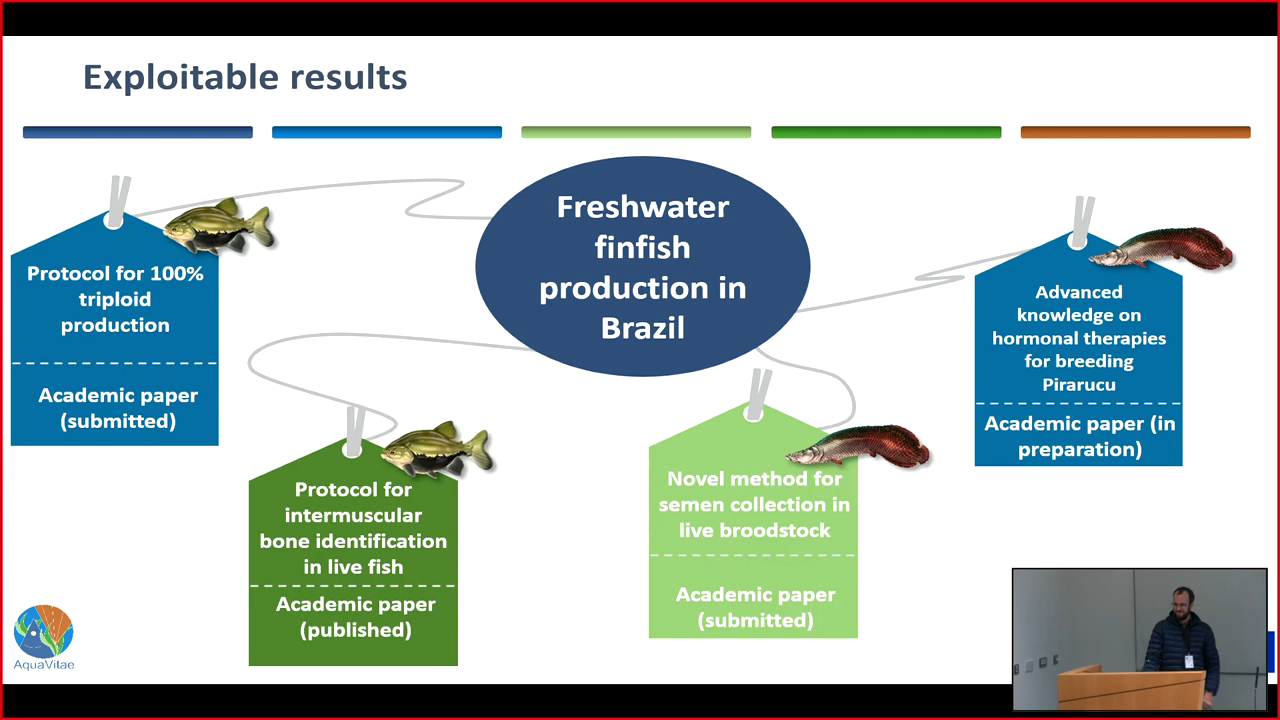 Exploitable results
Freshwater
finfish
production in
Brazil
Protocol for 100%
triploid
production
Academic paper
(submitted)
Protocol for
intermuscular
bone identification
in live fish
Academic paper
(published)
Novel method for
semen collection in
live broodstock
Academic paper
(submitted)
Advanced
knowledge on
hormonal therapies
for breeding
Pirarucu
Academic paper (in
preparation)
AquaVitae